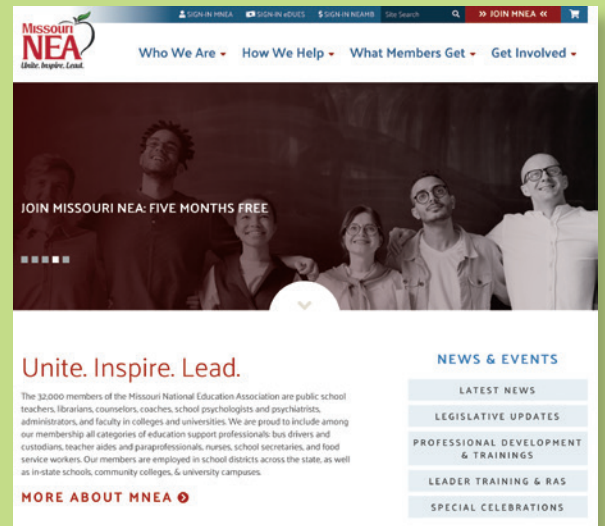 SIGN-IN MNEA SIGN-IN eDUES $ SIGN-IN NEAMB Site Search >> JOIN MNEA <<
Missouri
NEA
Unite. Inspire. Lead.
Who We Are How We Help What Members Get Get Involved
JOIN MISSOURI NEA: FIVE MONTHS FREE
Unite. Inspire. Lead.
The 32,000 members of the Missouri National Education Association are public school
teachers, librarians, counselors, coaches, school psychologists and psychiatrists,
administrators, and faculty in colleges and universities. We are proud to include among
our membership all categories of education support professionals: bus drivers and
custodians, teacher aides and paraprofessionals, nurses, school secretaries, and food
service workers. Our members are employed in school districts across the state, as well
as in-state schools, community colleges, & university campuses.
MORE ABOUT MNEA
NEWS & EVENTS
LATEST NEWS
LEGISLATIVE UPDATES
PROFESSIONAL DEVELOPMENT
& TRAININGS
LEADER TRAINING & RAS
SPECIAL CELEBRATIONS